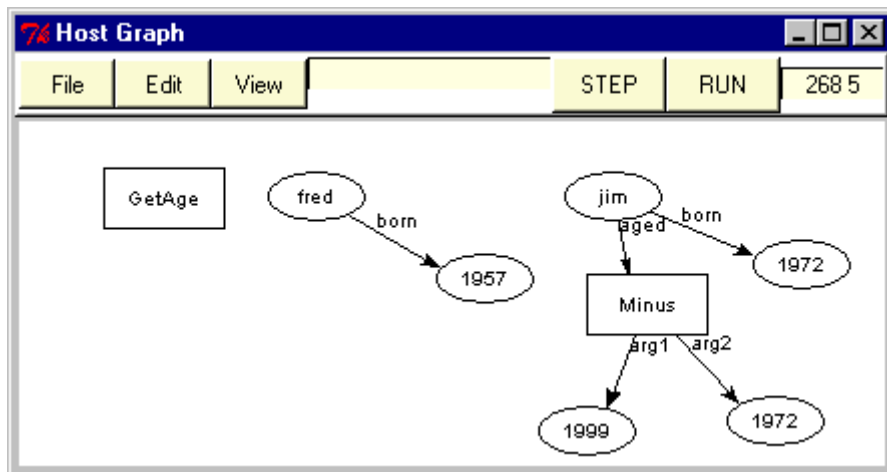 Host Graph
File Edit View STEP RUN 268 5
GetAge fred jim
born aged born
1957 1972
Minus
arg1 arg2
1999 1972